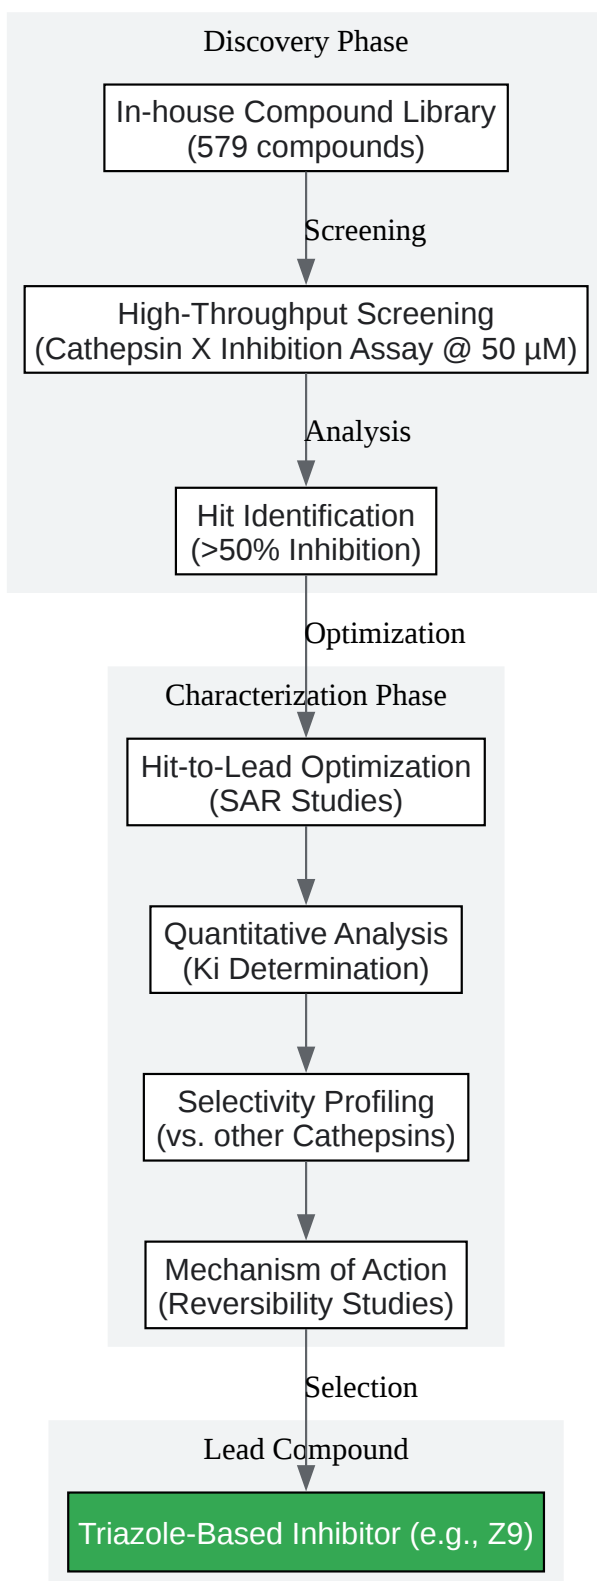 Discovery Phase
In-house Compound Library
(579 compounds)
Screening
High-Throughput Screening
(Cathepsin X Inhibition Assay @ 50 µM)
Analysis
Hit Identification
(>50% Inhibition)
Optimization
Characterization Phase
Hit-to-Lead Optimization
(SAR Studies)
Quantitative Analysis
(Ki Determination)
Selectivity Profiling
(vs. other Cathepsins)
Mechanism of Action
(Reversibility Studies)
Selection
Lead Compound
Triazole-Based Inhibitor (e.g., Z9)